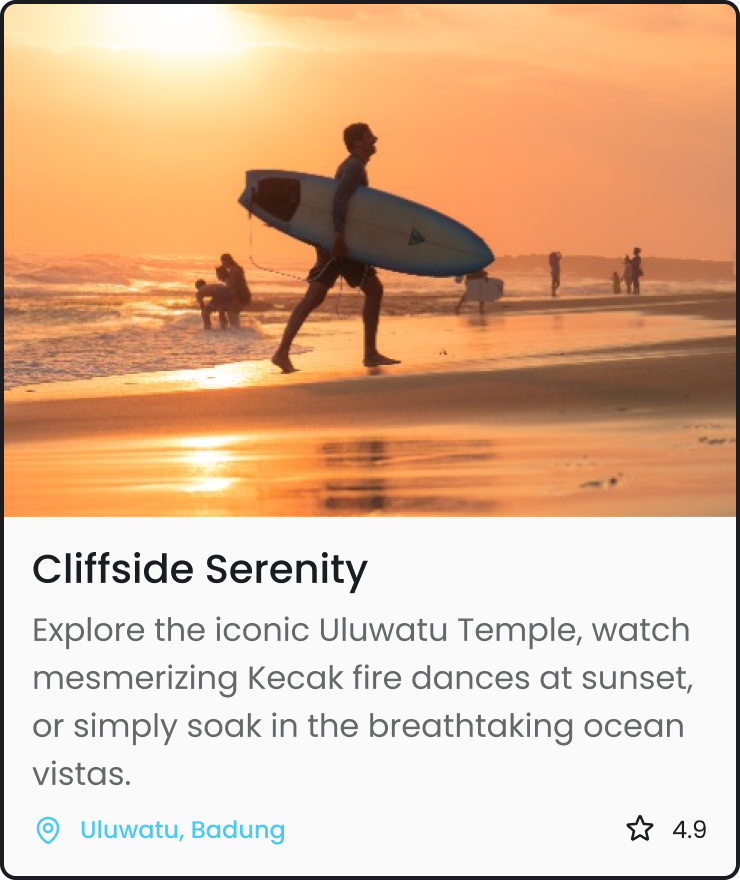 Cliffside Serenity
Explore the iconic Uluwatu Temple, watch
mesmerizing Kecak fire dances at sunset,
or simply soak in the breathtaking ocean
vistas.
Uluwatu, Badung
4.9